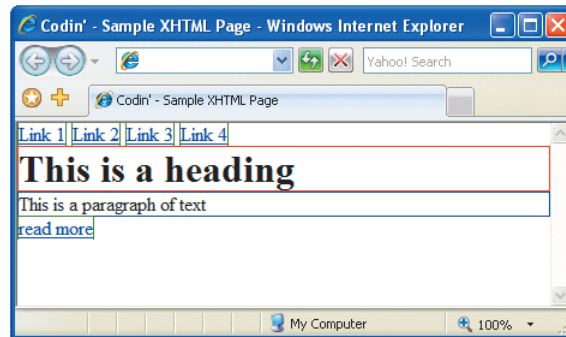 Codin' - Sample XHTML Page - Windows Internet Explorer
Yahoo! Search
Codin' - Sample XHTML Page
Link 1 Link 2 Link 3 Link 4
This is a heading
This is a paragraph of text
read more
My Computer 100%